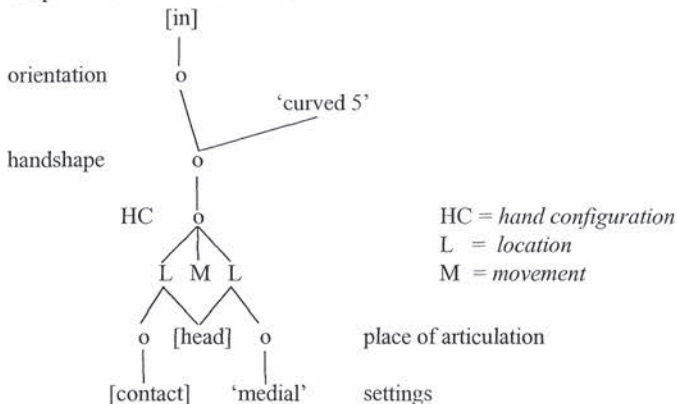 [in]
orientation o
'curved 5'
handshape o
HC o HC = hand configuration
L = location
L M L M = movement
o [head] o place of articulation
[contact] 'medial' settings